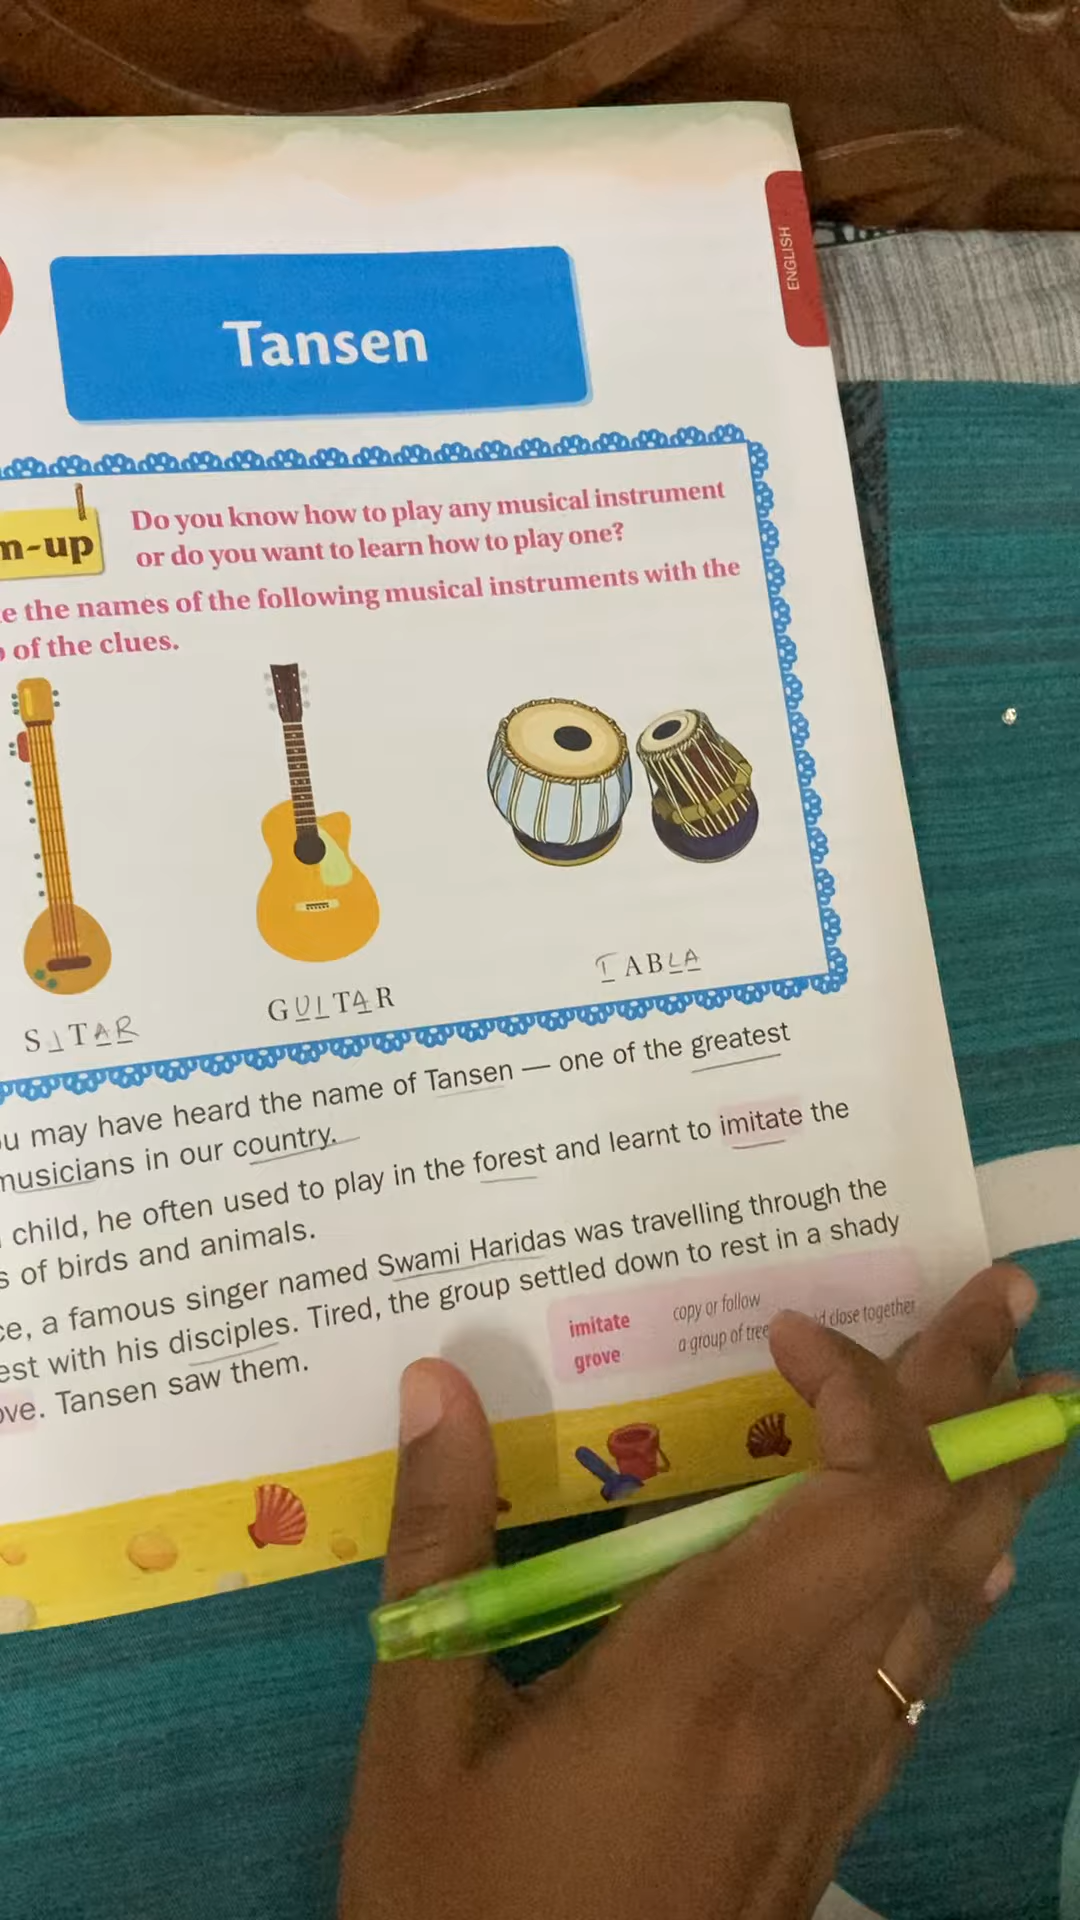 ENGLISH
Tansen
m-up
Do you know how to play any musical instrument
or do you want to learn how to play one?
e the names of the following musical instruments with the
of the clues.
SITAR
GUITAR
TABLA
may have heard the name of Tansen — one of the greatest
musicians in our country.
child, he often used to play in the forest and learnt to imitate the
s of birds and animals.
ce, a famous singer named Swami Haridas was travelling through the
est with his disciples. Tired, the group settled down to rest in a shady
ove. Tansen saw them.
imitate copy or follow
grove a group of tree close together